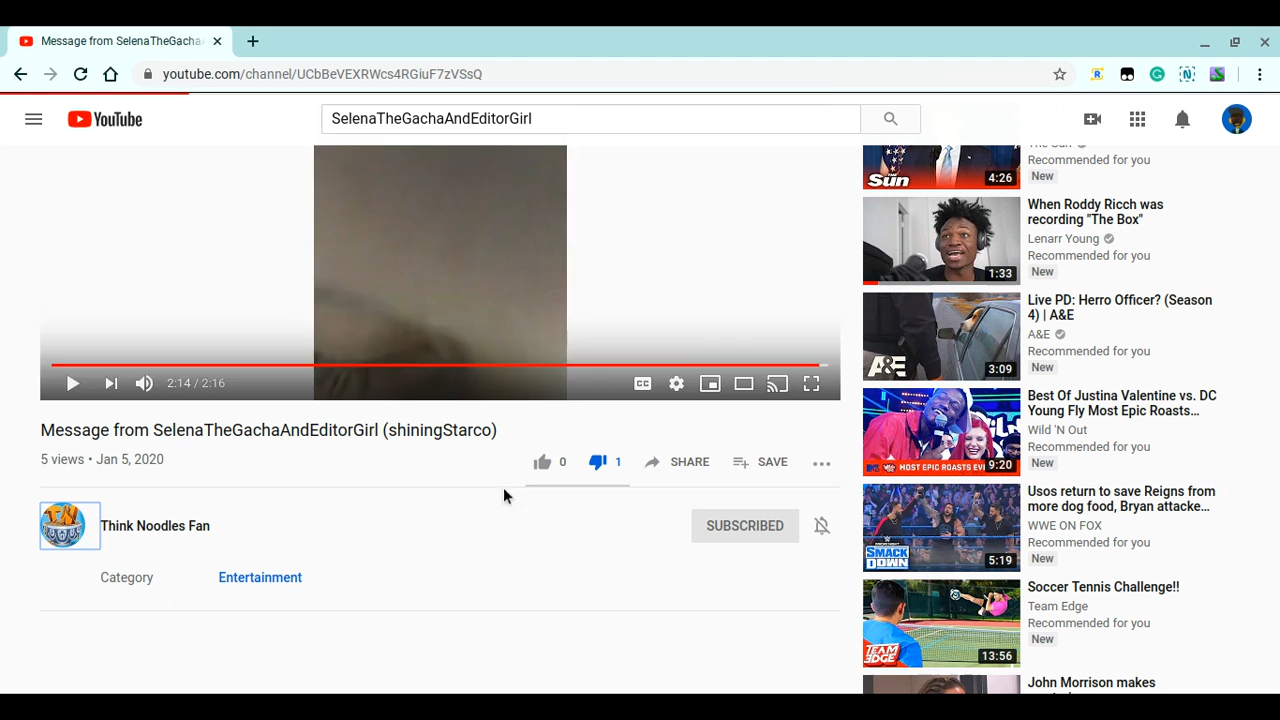 Message from SelenaTheGacha
youtube.com/channel/UCbBeVEXRWcs4RGiuF7zVSsQ
YouTube
SelenaTheGachaAndEditorGirl
2:14 / 2:16
CC
Message from SelenaTheGachaAndEditorGirl (shiningStarco)
5 views • Jan 5, 2020
0
1
SHARE
SAVE
Think Noodles Fan
SUBSCRIBED
Category
Entertainment
The Sun
Recommended for you
New
Sun
4:26
When Roddy Ricch was
recording "The Box"
Lenarr Young
Recommended for you
New
1:33
Live PD: Herro Officer? (Season
4) | A&E
A&E
Recommended for you
New
A&E
3:09
Best Of Justina Valentine vs. DC
Young Fly Most Epic Roasts...
Wild 'N Out
Recommended for you
New
MOST EPIC ROASTS EV
9:20
Usos return to save Reigns from
more dog food, Bryan attacke...
WWE ON FOX
Recommended for you
New
SMACK
DOWN
5:19
Soccer Tennis Challenge!!
Team Edge
Recommended for you
New
TEAM
EDGE
13:56
John Morrison makes